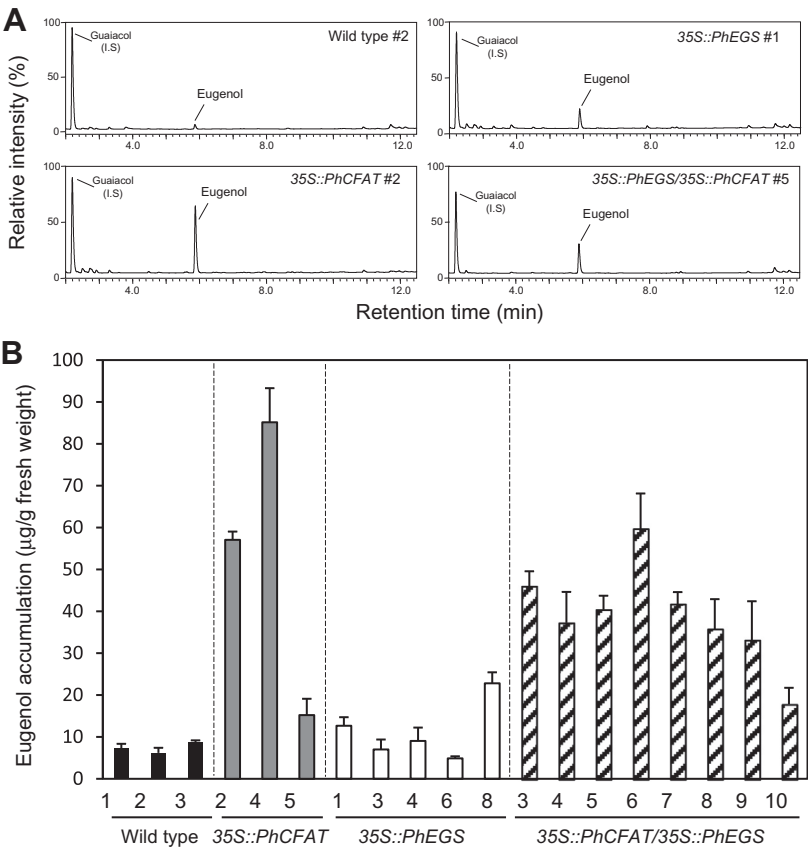 A
Relative intensity (%)
100
50
0
Guaiacol
(I.S)
Eugenol
Wild type #2
4.0
8.0
12.0
100
50
0
Guaiacol
(I.S)
Eugenol
35S::PhEGS #1
4.0
8.0
12.0
100
50
0
Guaiacol
(I.S)
Eugenol
35S::PhCFAT #2
4.0
8.0
12.0
100
50
0
Guaiacol
(I.S)
Eugenol
35S::PhEGS/35S::PhCFAT #5
4.0
8.0
12.0
Retention time (min)
B
Eugenol accumulation (µg/g fresh weight)
100
90
80
70
60
50
40
30
20
10
0
1 2 3 2 4 5 1 3 4 6 8 3 4 5 6 7 8 9 10
Wild type 35S::PhCFAT 35S::PhEGS 35S::PhCFAT/35S::PhEGS